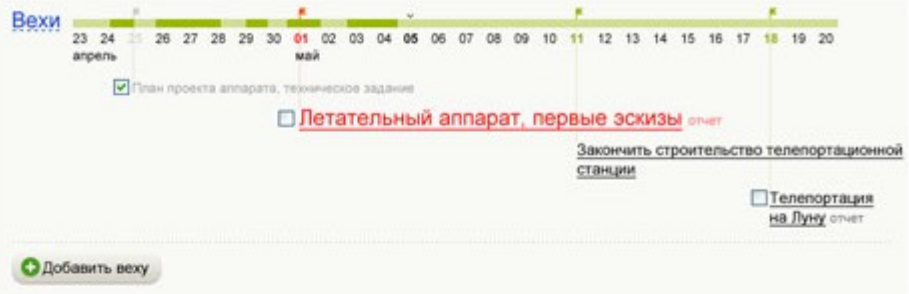 Вехи
23 24 25 26 27 28 29 30 01 02 03 04 05 06 07 08 09 10 11 12 13 14 15 16 17 18 19 20
апрель май
План проекта аппарата, техническое задание
Летательный аппарат, первые эскизы отчет
Закончить строительство телепортационной
станции
Телепортация
на Луну отчет
Добавить веху